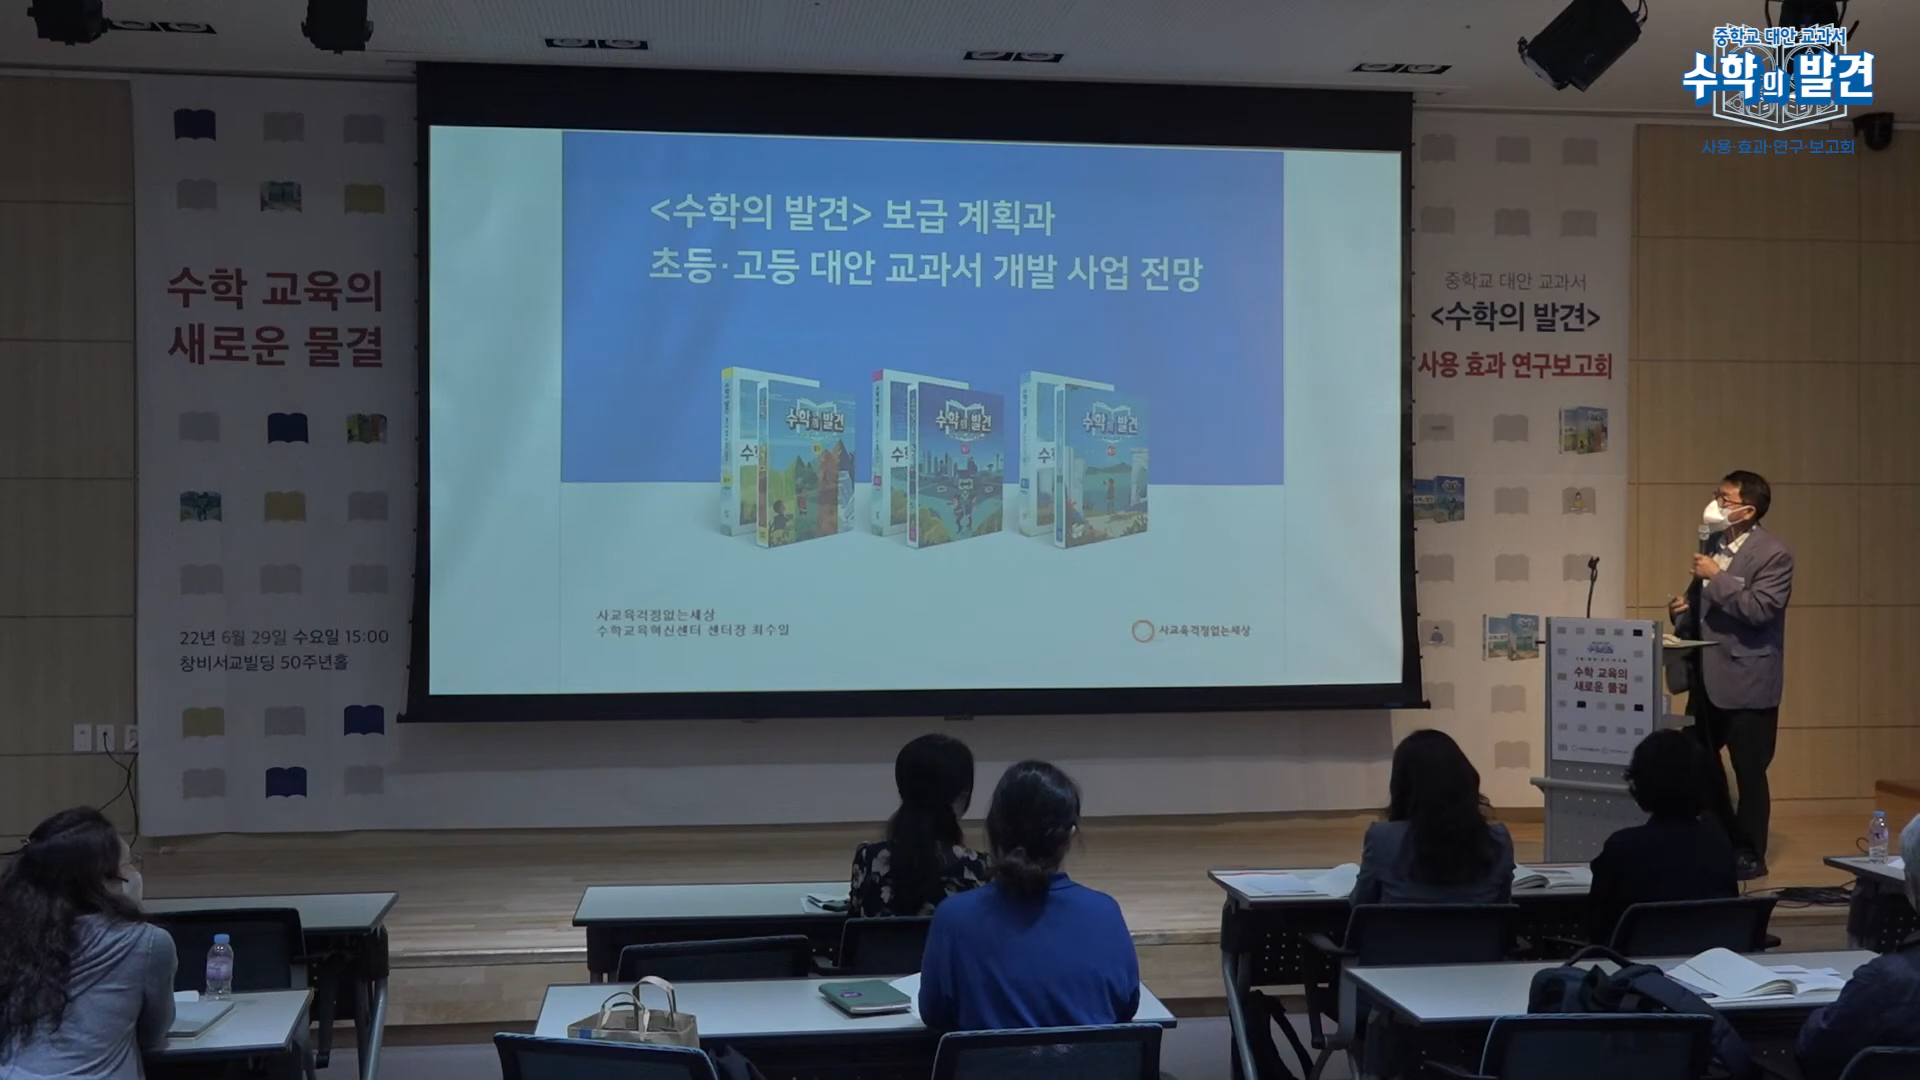 중학교 대안 교과서
수학의 발견
사용·효과·연구·보고회
수학 교육의
새로운 물결
22년 6월 29일 수요일 15:00
창비서교빌딩 50주년홀
<수학의 발견> 보급 계획과
초등·고등 대안 교과서 개발 사업 전망
수학의 발견
수학의 발견
수학의 발견
사교육걱정없는세상
수학교육혁신센터 센터장 최수일
사교육걱정없는세상
중학교 대안 교과서
<수학의 발견>
사용 효과 연구보고회
수학 교육의
새로운 물결